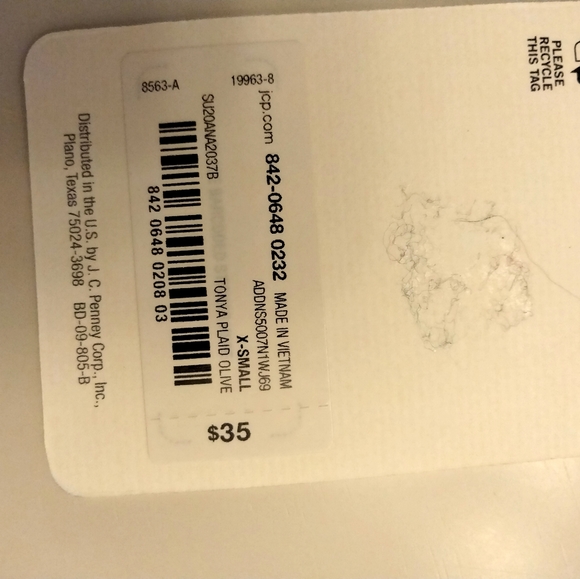 8563-A
19963-8
jcp.com
842-0648 0232
MADE IN VIETNAM
ADDNS5007N1WJ69
X-SMALL
TONYA PLAID OLIVE
SU20ANA2037B
842 0648 0208 03
$35
Distributed in the U.S. by J. C. Penney Corp., Inc.,
Plano, Texas 75024-3698 BD-09-805-B
PLEASE
RECYCLE
THIS TAG